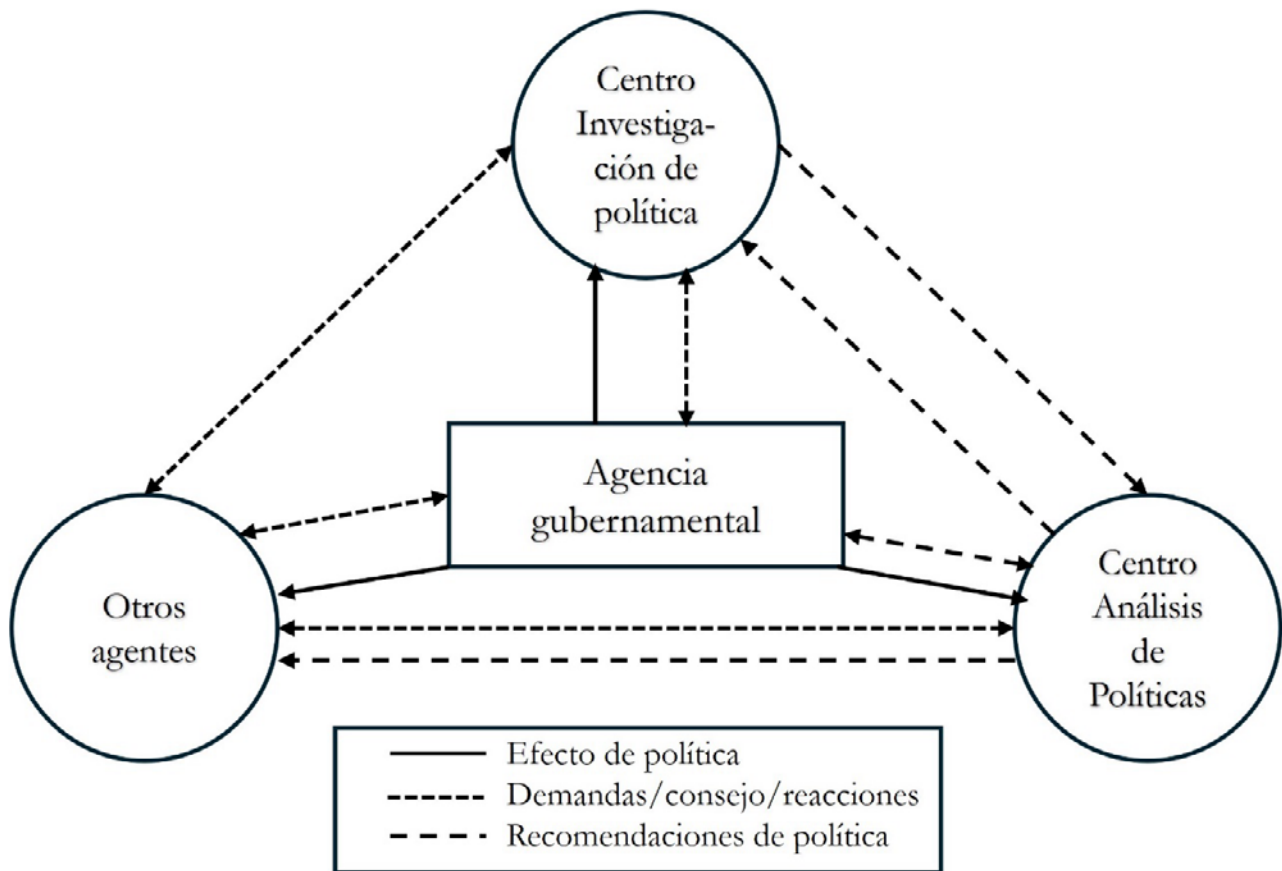 Centro
Investiga-
ción de
política
Agencia
gubernamental
Otros
agentes
Centro
Análisis
de
Políticas
Efecto de política
Demandas/consejo/reacciones
Recomendaciones de política